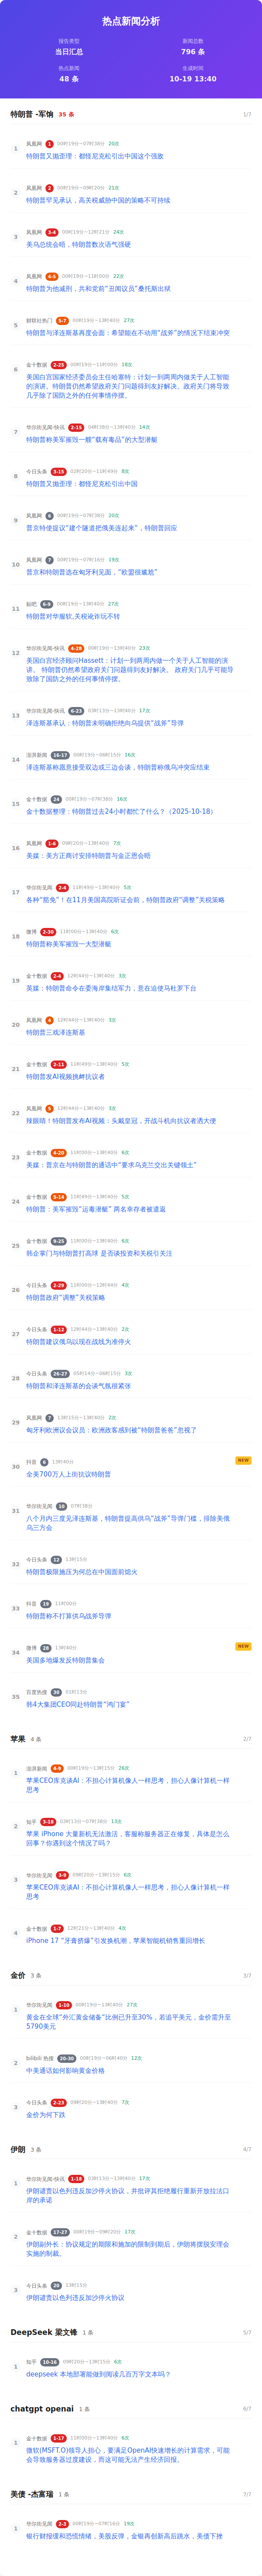 热点新闻分析
报告类型
新闻总数
当日汇总
796 条
热点新闻
生成时间
48 条
10-19 13:40
特朗普 -军饷 35 条 1/7
1
凤凰网 1 00时19分~07时38分 20次
特朗普又抛歪理：都怪尼克松引出中国这个强敌
2
凤凰网 2 00时19分~09时20分 21次
特朗普罕见承认，高关税威胁中国的策略不可持续
3
凤凰网 3-4 00时19分~12时21分 24次
美乌总统会晤，特朗普数次语气强硬
4
凤凰网 4-5 00时19分~11时00分 22次
特朗普为他减刑，共和党前“丑闻议员”桑托斯出狱
5
财联社热门 5-7 00时19分~13时40分 27次
特朗普与泽连斯基再度会面：希望能在不动用“战斧”的情况下结束冲突
6
金十数据 2-25 00时19分~11时00分 18次
美国白宫国家经济委员会主任哈塞特：计划一到两周内做关于人工智能
的演讲。特朗普仍然希望政府关门问题得到友好解决。政府关门将导致
几乎除了国防之外的任何事情停摆。
7
华尔街见闻-快讯 2-15 04时38分~13时40分 14次
特朗普称美军摧毁一艘“载有毒品”的大型潜艇
8
今日头条 3-15 02时20分~12时49分 8次
特朗普又抛歪理：都怪尼克松引出中国
9
凤凰网 6 00时19分~07时38分 20次
普京特使提议“建个隧道把俄美连起来”，特朗普回应
10
凤凰网 7 00时19分~07时16分 19次
普京和特朗普选在匈牙利见面，“欧盟很尴尬”
11
贴吧 6-9 00时19分~13时40分 27次
特朗普对华服软,关税讹诈玩不转
12
华尔街见闻-快讯 4-20 00时19分~13时40分 23次
美国白宫经济顾问Hassett：计划一到两周内做一个关于人工智能的演
讲。 特朗普仍然希望政府关门问题得到友好解决。 政府关门几乎可能导
致除了国防之外的任何事情停摆。
13
华尔街见闻-快讯 6-23 03时13分~13时40分 17次
泽连斯基承认：特朗普未明确拒绝向乌提供“战斧”导弹
14
澎湃新闻 16-17 00时19分~06时15分 16次
泽连斯基称愿意接受双边或三边会谈，特朗普称俄乌冲突应结束
15
金十数据 24 00时19分~07时38分 16次
金十数据整理：特朗普过去24小时都忙了什么？（2025-10-18）
16
凤凰网 1-6 09时20分~13时40分 7次
美媒：美方正商讨安排特朗普与金正恩会晤
17
华尔街见闻 2-4 11时49分~13时40分 5次
各种“豁免”！在11月美国高院听证会前，特朗普政府“调整”关税策略
18
微博 2-30 11时00分~13时40分 6次
特朗普称美军摧毁一大型潜艇
19
金十数据 2-4 12时44分~13时40分 3次
英媒：特朗普命令在委海岸集结军力，意在迫使马杜罗下台
20
凤凰网 4 12时44分~13时40分 3次
特朗普三戏泽连斯基
21
金十数据 2-11 11时49分~13时40分 5次
特朗普发AI视频挑衅抗议者
22
凤凰网 5 12时44分~13时40分 3次
辣眼睛！特朗普发布AI视频：头戴皇冠，开战斗机向抗议者洒大便
23
金十数据 4-20 11时00分~13时40分 6次
美媒：普京在与特朗普的通话中“要求乌克兰交出关键领土”
24
金十数据 5-14 11时49分~13时40分 5次
特朗普：美军摧毁“运毒潜艇” 两名幸存者被遣返
25
金十数据 9-25 11时00分~13时40分 6次
韩企掌门与特朗普打高球 是否谈投资和关税引关注
26
今日头条 2-29 11时00分~12时44分 4次
特朗普政府“调整”关税策略
27
今日头条 1-12 12时44分~13时40分 2次
特朗普建议俄乌以现在战线为准停火
28
今日头条 26-27 05时14分~06时15分 3次
特朗普和泽连斯基的会谈气氛很紧张
29
凤凰网 7 13时15分~13时40分 2次
匈牙利欧洲议会议员：欧洲政客感到被“特朗普爸爸”忽视了
30
抖音 6 13时40分 NEW
全美700万人上街抗议特朗普
31
华尔街见闻 10 07时38分
八个月内三度见泽连斯基，特朗普提高供乌“战斧”导弹门槛，排除美俄
乌三方会
32
今日头条 12 13时15分
特朗普极限施压为何总在中国面前熄火
33
抖音 19 11时00分
特朗普称不打算供乌战斧导弹
34
微博 28 13时40分 NEW
美国多地爆发反特朗普集会
35
百度热搜 30 01时13分
韩4大集团CEO同赴特朗普“鸿门宴”
苹果 4 条 2/7
1
澎湃新闻 4-9 00时19分~13时15分 26次
苹果CEO库克谈AI：不担心计算机像人一样思考，担心人像计算机一样
思考
2
知乎 3-18 03时13分~07时38分 13次
苹果 iPhone 大量新机无法激活，客服称服务器正在修复，具体是怎么
回事？你遇到这个情况了吗？
3
华尔街见闻 3-9 09时20分~13时15分 6次
苹果CEO库克谈AI：不担心计算机像人一样思考，担心人像计算机一样
思考
4
金十数据 1-7 12时21分~13时40分 4次
iPhone 17 “牙膏挤爆”引发换机潮，苹果智能机销售重回增长
金价 3 条 3/7
1
华尔街见闻 1-10 00时19分~13时40分 27次
黄金在全球“外汇黄金储备”比例已升至30%，若追平美元，金价需升至
5790美元
2
bilibili 热搜 20-30 00时19分~06时40分 12次
中美通话如何影响黄金价格
3
今日头条 2-23 09时20分~13时40分 7次
金价为何下跌
伊朗 3 条 4/7
1
华尔街见闻-快讯 1-18 03时13分~13时40分 17次
伊朗谴责以色列违反加沙停火协议，并批评其拒绝履行重新开放拉法口
岸的承诺
2
金十数据 17-27 00时19分~09时20分 17次
伊朗副外长：协议规定的期限和施加的限制到期后，伊朗将摆脱安理会
实施的制裁。
3
今日头条 20 13时15分
伊朗谴责以色列违反加沙停火协议
DeepSeek 梁文锋 1 条 5/7
1
知乎 10-16 09时20分~13时15分 6次
deepseek 本地部署能做到阅读几百万字文本吗？
chatgpt openai 1 条 6/7
1
金十数据 1-17 11时00分~13时40分 6次
微软(MSFT.O)领导人担心，要满足OpenAI快速增长的计算需求，可能
会导致服务器过度建设，而这可能无法产生经济回报。
美债 -杰富瑞 1 条 7/7
1
华尔街见闻 2-3 00时19分~07时16分 19次
银行财报缓和恐慌情绪，美股反弹，金银再创新高后跳水，美债下挫